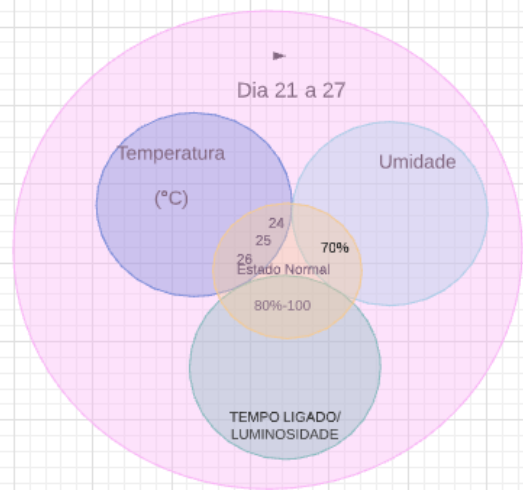 Dia 21 a 27
Temperatura
(°C)
Umidade
24
25
70%
26
Estado Normal
80%-100
TEMPO LIGADO/
LUMINOSIDADE